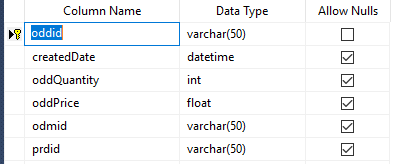 Column Name Data Type Allow Nulls
oddid varchar(50)
createdDate datetime
oddQuantity int
oddPrice float
odmid varchar(50)
prdid varchar(50)